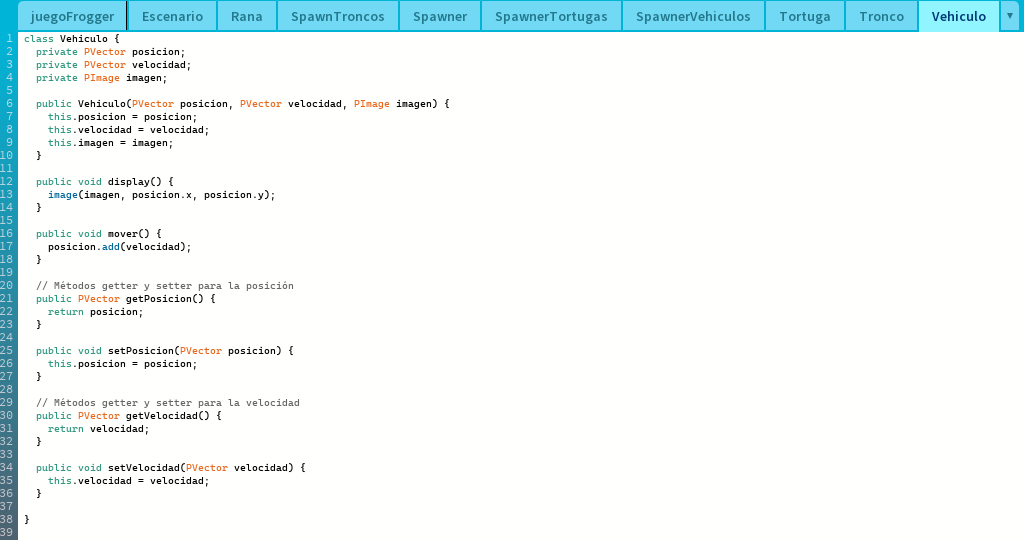 juegoFrogger Escenario Rana SpawnTroncos Spawner SpawnerTortugas SpawnerVehiculos Tortuga Tronco Vehiculo ▼
1 class Vehiculo {
2   private PVector posicion;
3   private PVector velocidad;
4   private PImage imagen;
5
6   public Vehiculo(PVector posicion, PVector velocidad, PImage imagen) {
7     this.posicion = posicion;
8     this.velocidad = velocidad;
9     this.imagen = imagen;
10   }
11
12   public void display() {
13     image(imagen, posicion.x, posicion.y);
14   }
15
16   public void mover() {
17     posicion.add(velocidad);
18   }
19
20   // Métodos getter y setter para la posición
21   public PVector getPosicion() {
22     return posicion;
23   }
24
25   public void setPosicion(PVector posicion) {
26     this.posicion = posicion;
27   }
28
29   // Métodos getter y setter para la velocidad
30   public PVector getVelocidad() {
31     return velocidad;
32   }
33
34   public void setVelocidad(PVector velocidad) {
35     this.velocidad = velocidad;
36   }
37
38 }
39